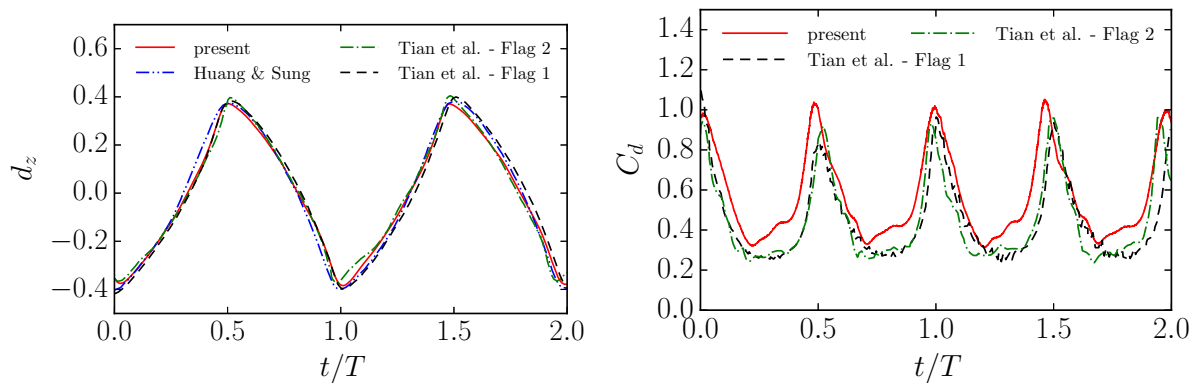 0.6
0.4
0.2
0.0
−0.2
−0.4
d_z
present
Huang & Sung
Tian et al. - Flag 2
Tian et al. - Flag 1
0.0 0.5 1.0 1.5 2.0
t/T
1.4
1.2
1.0
0.8
0.6
0.4
0.2
0.0
C_d
present
Tian et al. - Flag 2
Tian et al. - Flag 1
0.0 0.5 1.0 1.5 2.0
t/T